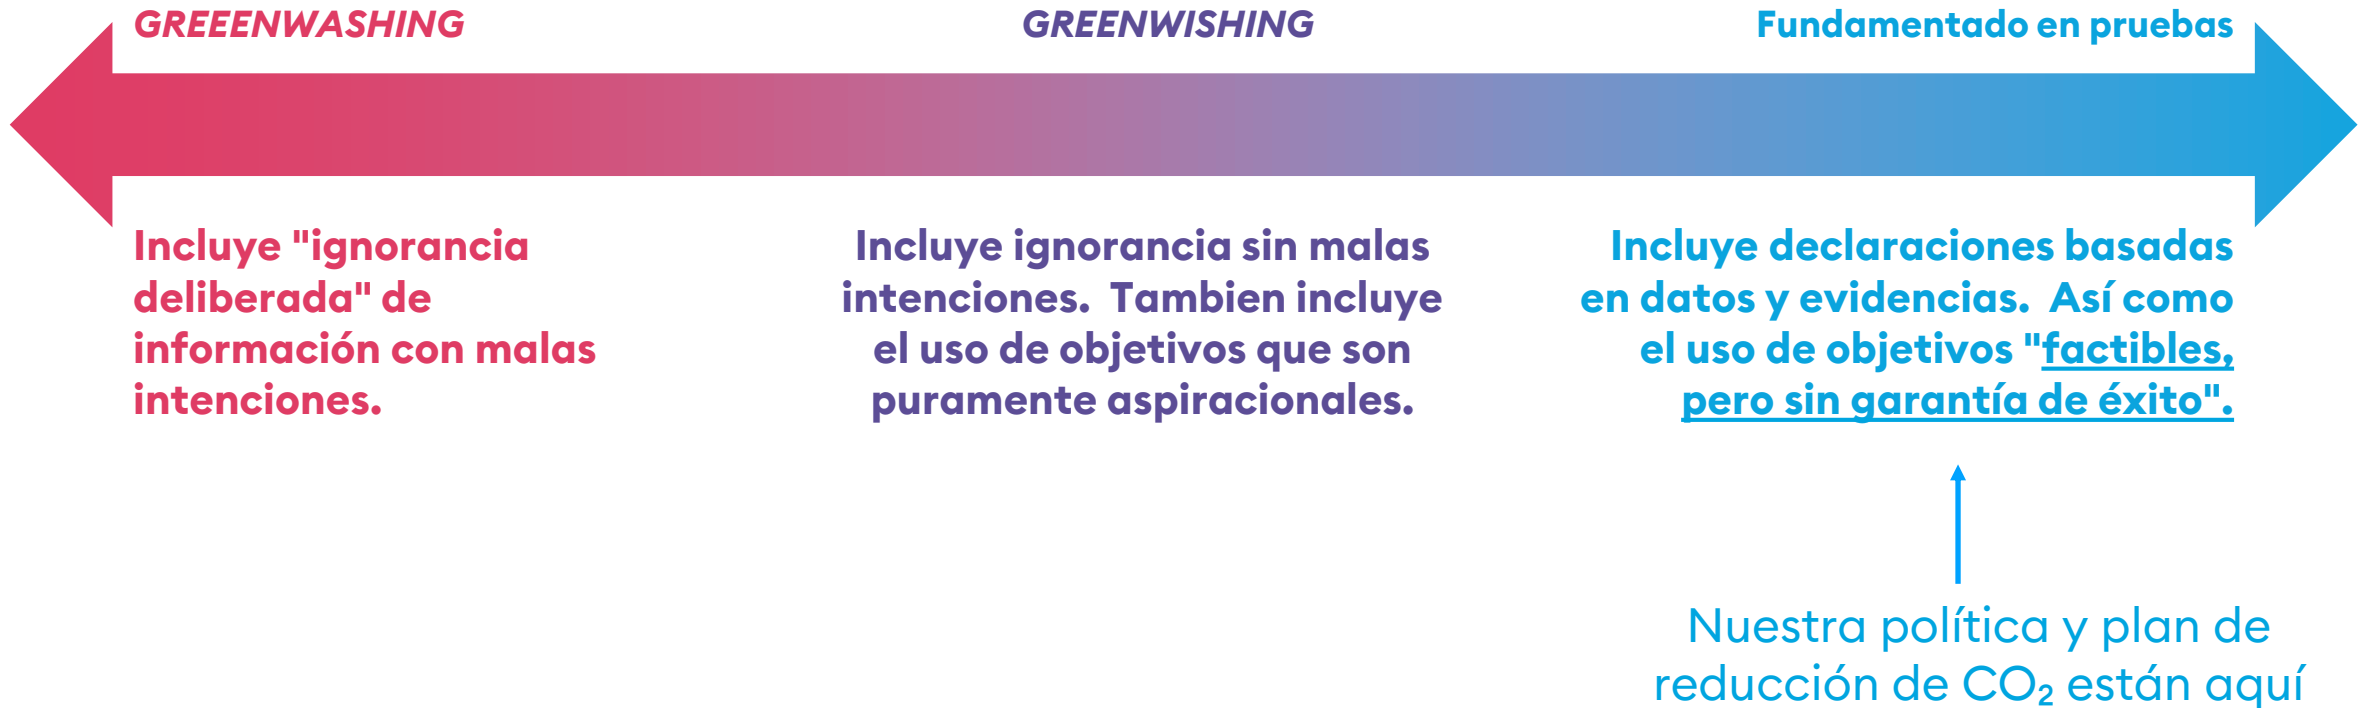 GREEENWASHING
GREENWISHING
Fundamentado en pruebas
Incluye "ignorancia
deliberada" de
información con malas
intenciones.
Incluye ignorancia sin malas
intenciones.  Tambien incluye
el uso de objetivos que son
puramente aspiracionales.
Incluye declaraciones basadas
en datos y evidencias.  Así como
el uso de objetivos "factibles,
pero sin garantía de éxito".
Nuestra política y plan de
reducción de CO₂ están aquí